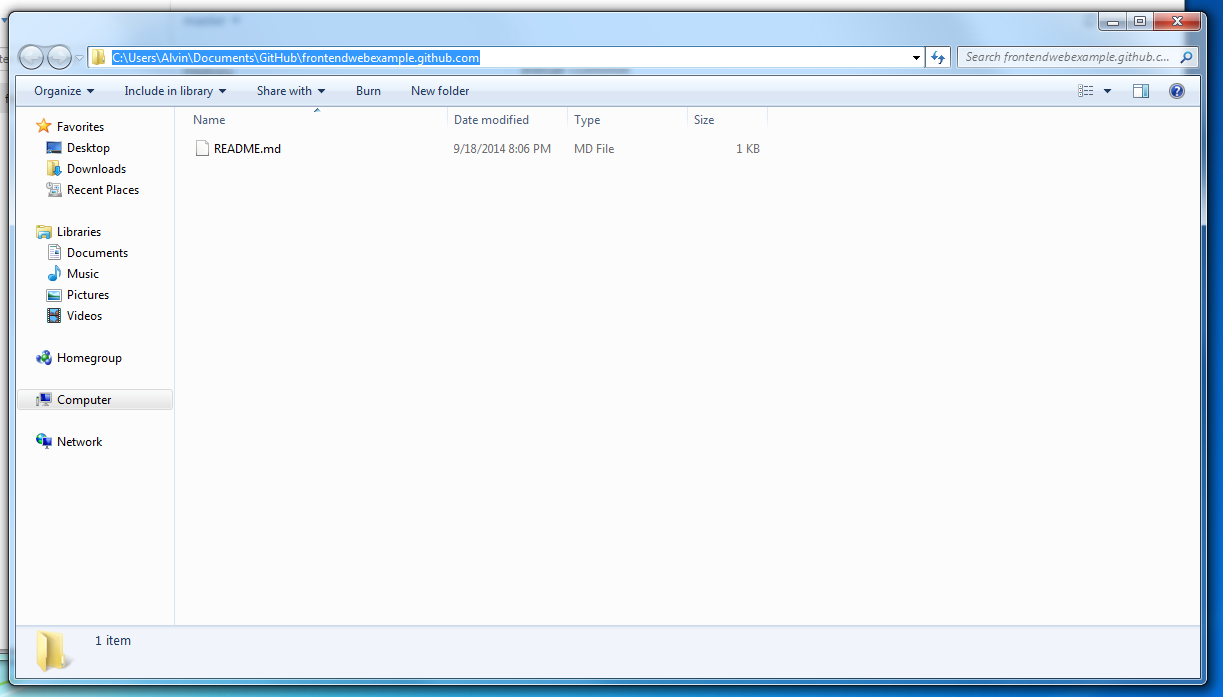 C:\Users\Alvin\Documents\GitHub\frontendwebexample.github.com
Search frontendwebexample.github.c...
Organize Include in library Share with Burn New folder
Name Date modified Type Size
README.md 9/18/2014 8:06 PM MD File 1 KB
Favorites
Desktop
Downloads
Recent Places
Libraries
Documents
Music
Pictures
Videos
Homegroup
Computer
Network
1 item